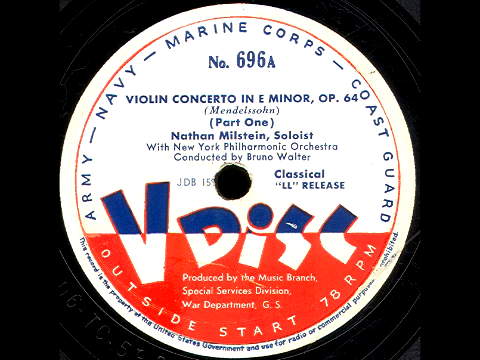 ARMY — NAVY — MARINE CORPS — COAST GUARD
No. 696A
VIOLIN CONCERTO IN E MINOR, OP. 64
(Mendelssohn)
(Part One)
Nathan Milstein, Soloist
With New York Philharmonic Orchestra
Conducted by Bruno Walter
JDB 15
Classical
"LL" RELEASE
V DISC
Produced by the Music Branch,
Special Services Division,
War Department, G. S.
OUTSIDE START 78 RPM
This record is the property of the United States Government and use for radio or commercial purposes prohibited.